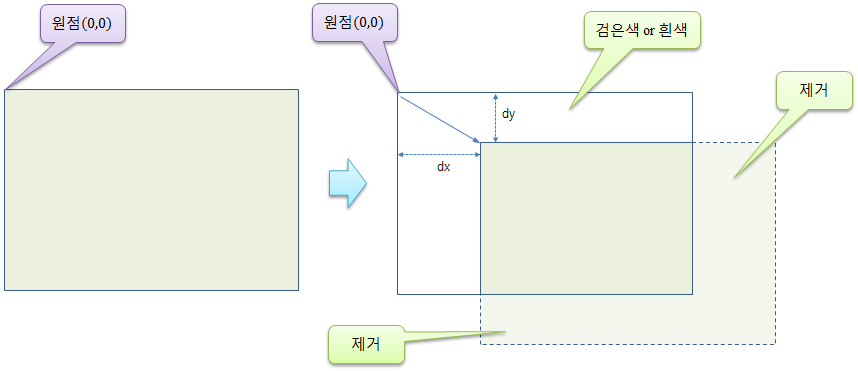 원점(0,0)
원점(0,0)
검은색 or 흰색
제거
dy
dx
제거